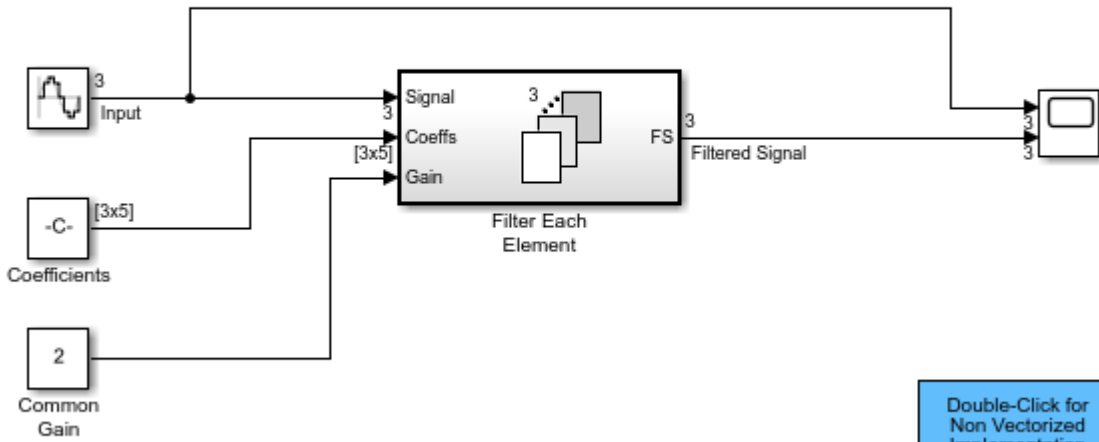 3
Input
Signal
3
Coeffs
[3x5]
Gain
3
FS
3
Filtered Signal
3
3
Filter Each
Element
-C-
[3x5]
Coefficients
2
Common
Gain
Double-Click for
Non Vectorized
Implementation